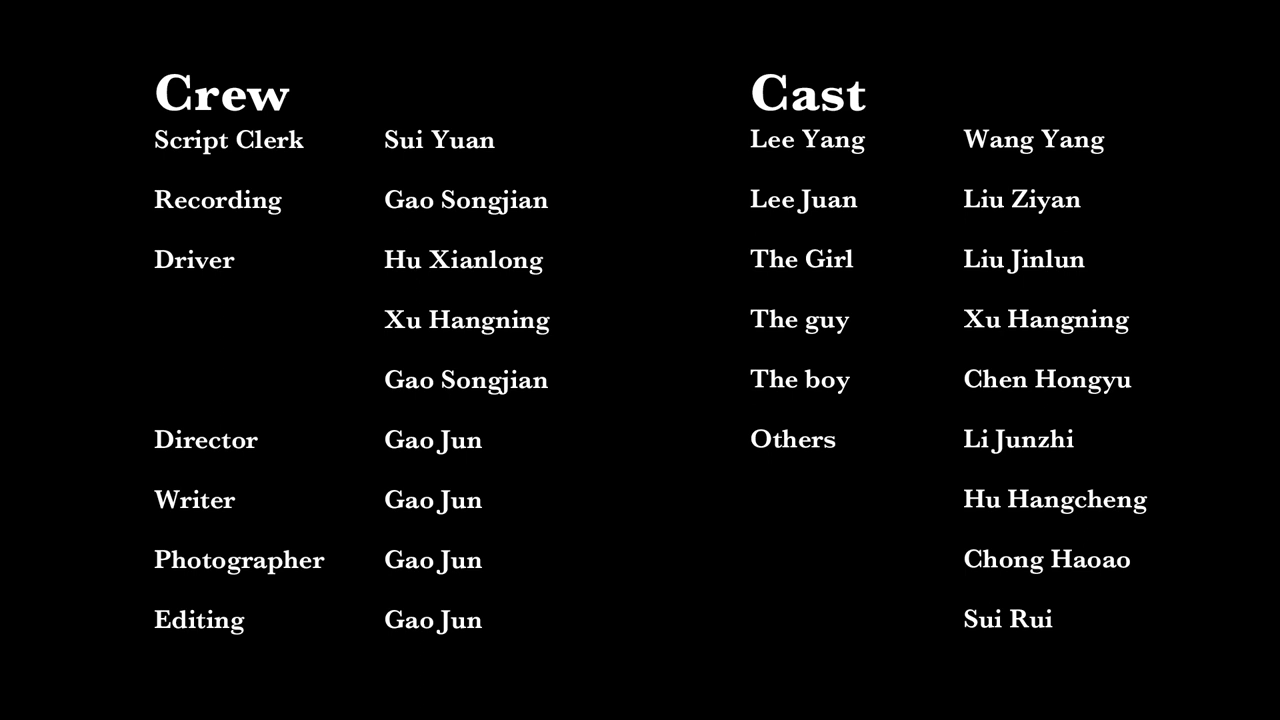 Crew
Script Clerk Sui Yuan
Recording Gao Songjian
Driver Hu Xianlong
Xu Hangning
Gao Songjian
Director Gao Jun
Writer Gao Jun
Photographer Gao Jun
Editing Gao Jun
Cast
Lee Yang Wang Yang
Lee Juan Liu Ziyan
The Girl Liu Jinlun
The guy Xu Hangning
The boy Chen Hongyu
Others Li Junzhi
Hu Hangcheng
Chong Haoao
Sui Rui